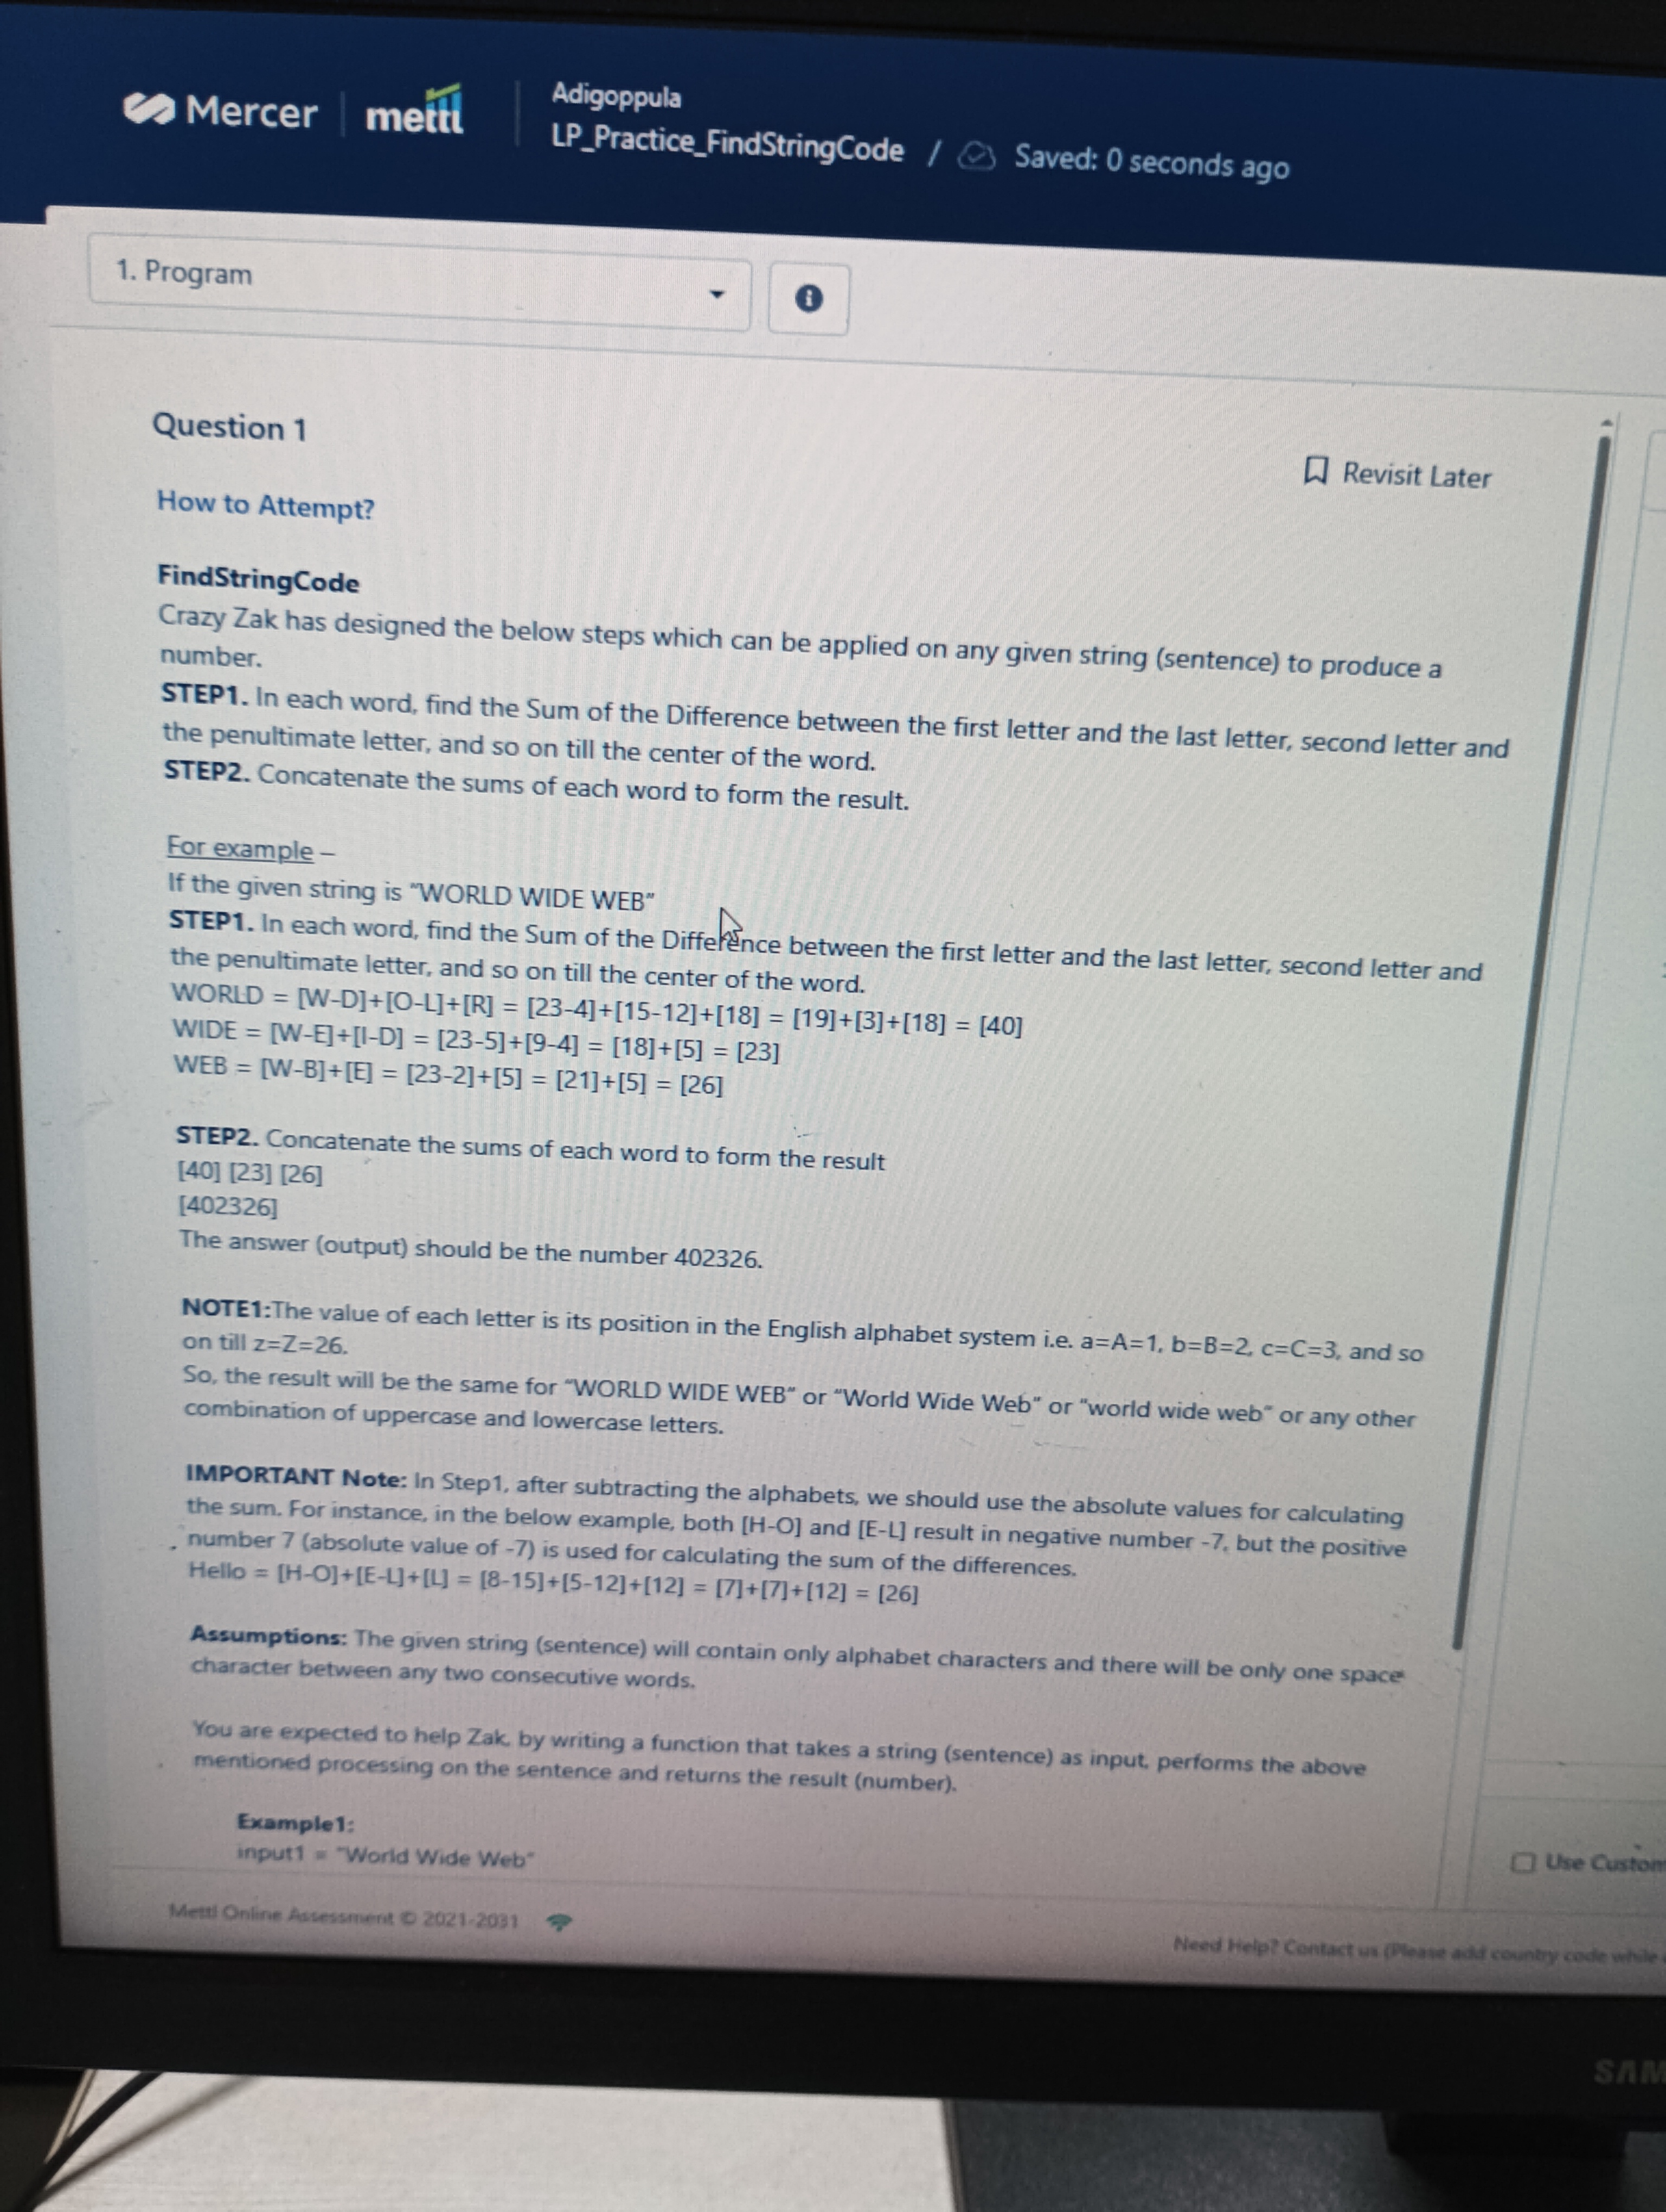 Mercer | mettl
Adigoppula
LP_Practice_FindStringCode / Saved: 0 seconds ago
1. Program
Question 1
Revisit Later
How to Attempt?
FindStringCode
Crazy Zak has designed the below steps which can be applied on any given string (sentence) to produce a
number.
STEP1. In each word, find the Sum of the Difference between the first letter and the last letter, second letter and
the penultimate letter, and so on till the center of the word.
STEP2. Concatenate the sums of each word to form the result.
For example –
If the given string is “WORLD WIDE WEB”
STEP1. In each word, find the Sum of the Difference between the first letter and the last letter, second letter and
the penultimate letter, and so on till the center of the word.
WORLD = [W-D]+[O-L]+[R] = [23-4]+[15-12]+[18] = [19]+[3]+[18] = [40]
WIDE = [W-E]+[I-D] = [23-5]+[9-4] = [18]+[5] = [23]
WEB = [W-B]+[E] = [23-2]+[5] = [21]+[5] = [26]
STEP2. Concatenate the sums of each word to form the result
[40] [23] [26]
[402326]
The answer (output) should be the number 402326.
NOTE1:The value of each letter is its position in the English alphabet system i.e. a=A=1, b=B=2, c=C=3, and so
on till z=Z=26.
So, the result will be the same for “WORLD WIDE WEB” or “World Wide Web” or “world wide web” or any other
combination of uppercase and lowercase letters.
IMPORTANT Note: In Step1, after subtracting the alphabets, we should use the absolute values for calculating
the sum. For instance, in the below example, both [H-O] and [E-L] result in negative number -7, but the positive
number 7 (absolute value of -7) is used for calculating the sum of the differences.
Hello = [H-O]+[E-L]+[L] = [8-15]+[5-12]+[12] = [7]+[7]+[12] = [26]
Assumptions: The given string (sentence) will contain only alphabet characters and there will be only one space
character between any two consecutive words.
You are expected to help Zak, by writing a function that takes a string (sentence) as input, performs the above
mentioned processing on the sentence and returns the result (number).
Example1:
input1 = "World Wide Web"
Use Custom
Mettl Online Assessment © 2021-2031
Need Help? Contact us (Please add country code while
SAM